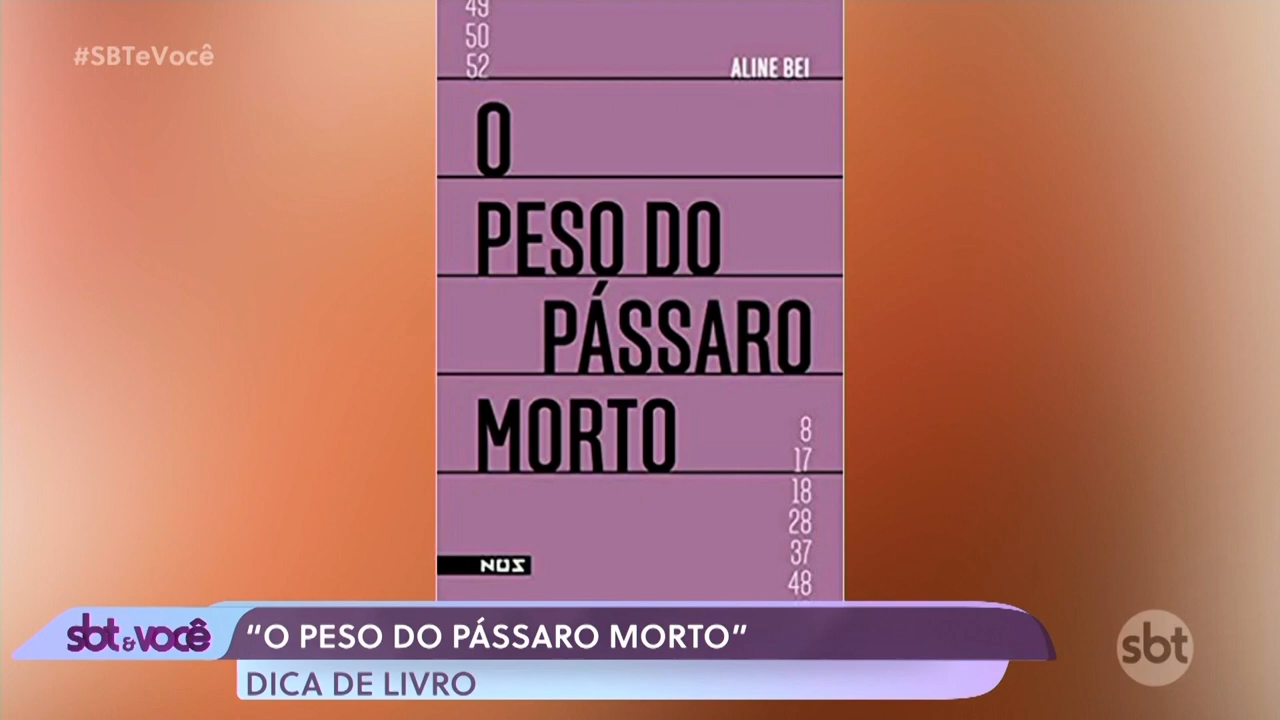 #SBTeVocê
49
50
52
ALINE BEI
O
PESO DO
PÁSSARO
MORTO
8
17
18
28
37
48
NOS
sbt&você
“O PESO DO PÁSSARO MORTO”
DICA DE LIVRO
sbt